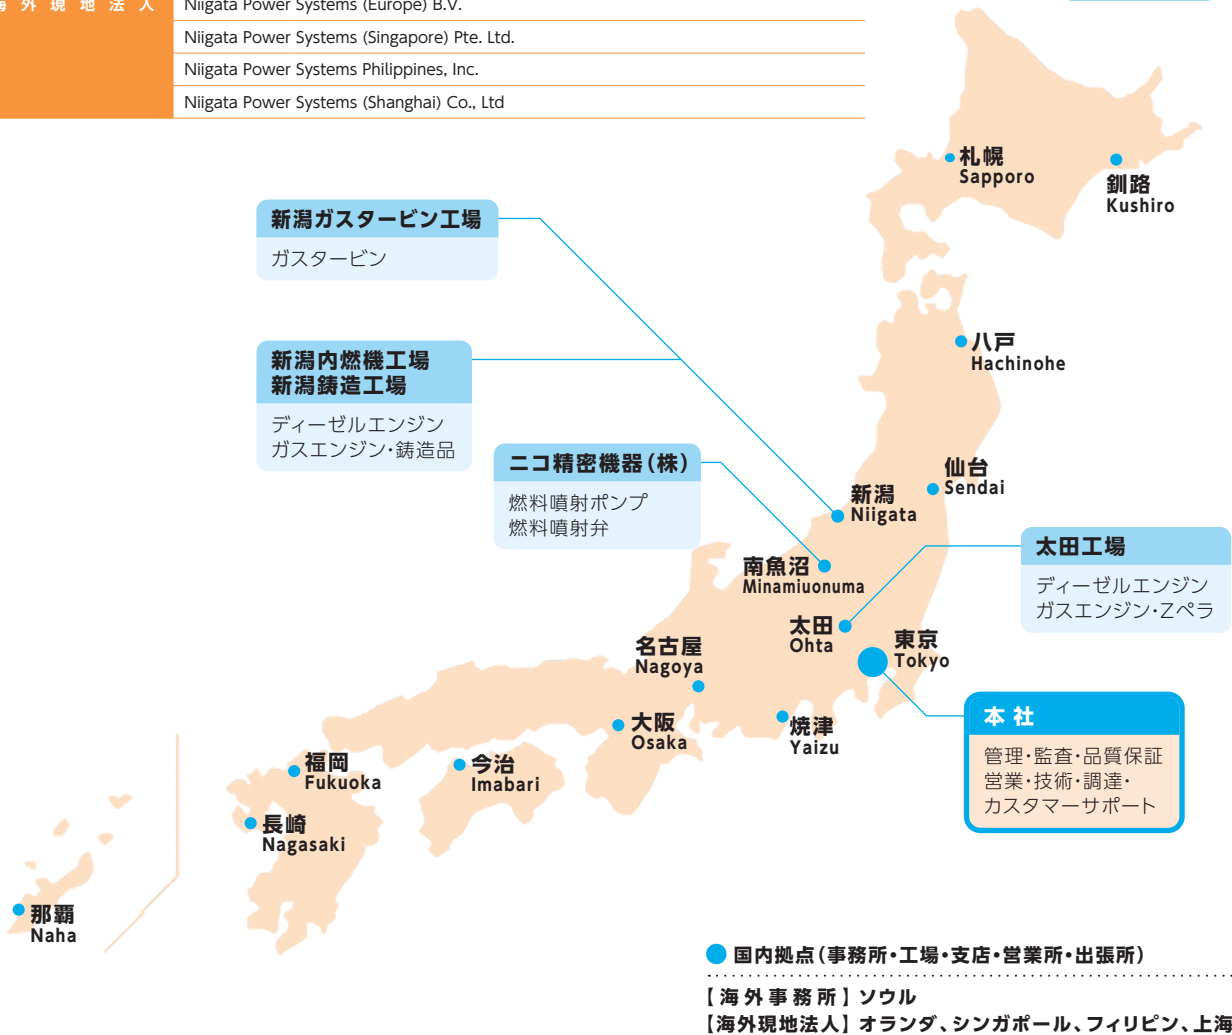 海外現地法人
Niigata Power Systems (Europe) B.V.
Niigata Power Systems (Singapore) Pte. Ltd.
Niigata Power Systems Philippines, Inc.
Niigata Power Systems (Shanghai) Co., Ltd
札幌
Sapporo
釧路
Kushiro
新潟ガスタービン工場
ガスタービン
八戸
Hachinohe
新潟内燃機工場
新潟鋳造工場
ディーゼルエンジン
ガスエンジン・鋳造品
ニコ精密機器(株)
燃料噴射ポンプ
燃料噴射弁
仙台
Sendai
新潟
Niigata
南魚沼
Minamiuonuma
太田工場
ディーゼルエンジン
ガスエンジン・Zペラ
太田
Ohta
東京
Tokyo
名古屋
Nagoya
大阪
Osaka
焼津
Yaizu
本社
管理・監査・品質保証
営業・技術・調達・
カスタマーサポート
福岡
Fukuoka
今治
Imabari
長崎
Nagasaki
那覇
Naha
国内拠点(事務所・工場・支店・営業所・出張所)
【海外事務所】ソウル
【海外現地法人】オランダ、シンガポール、フィリピン、上海